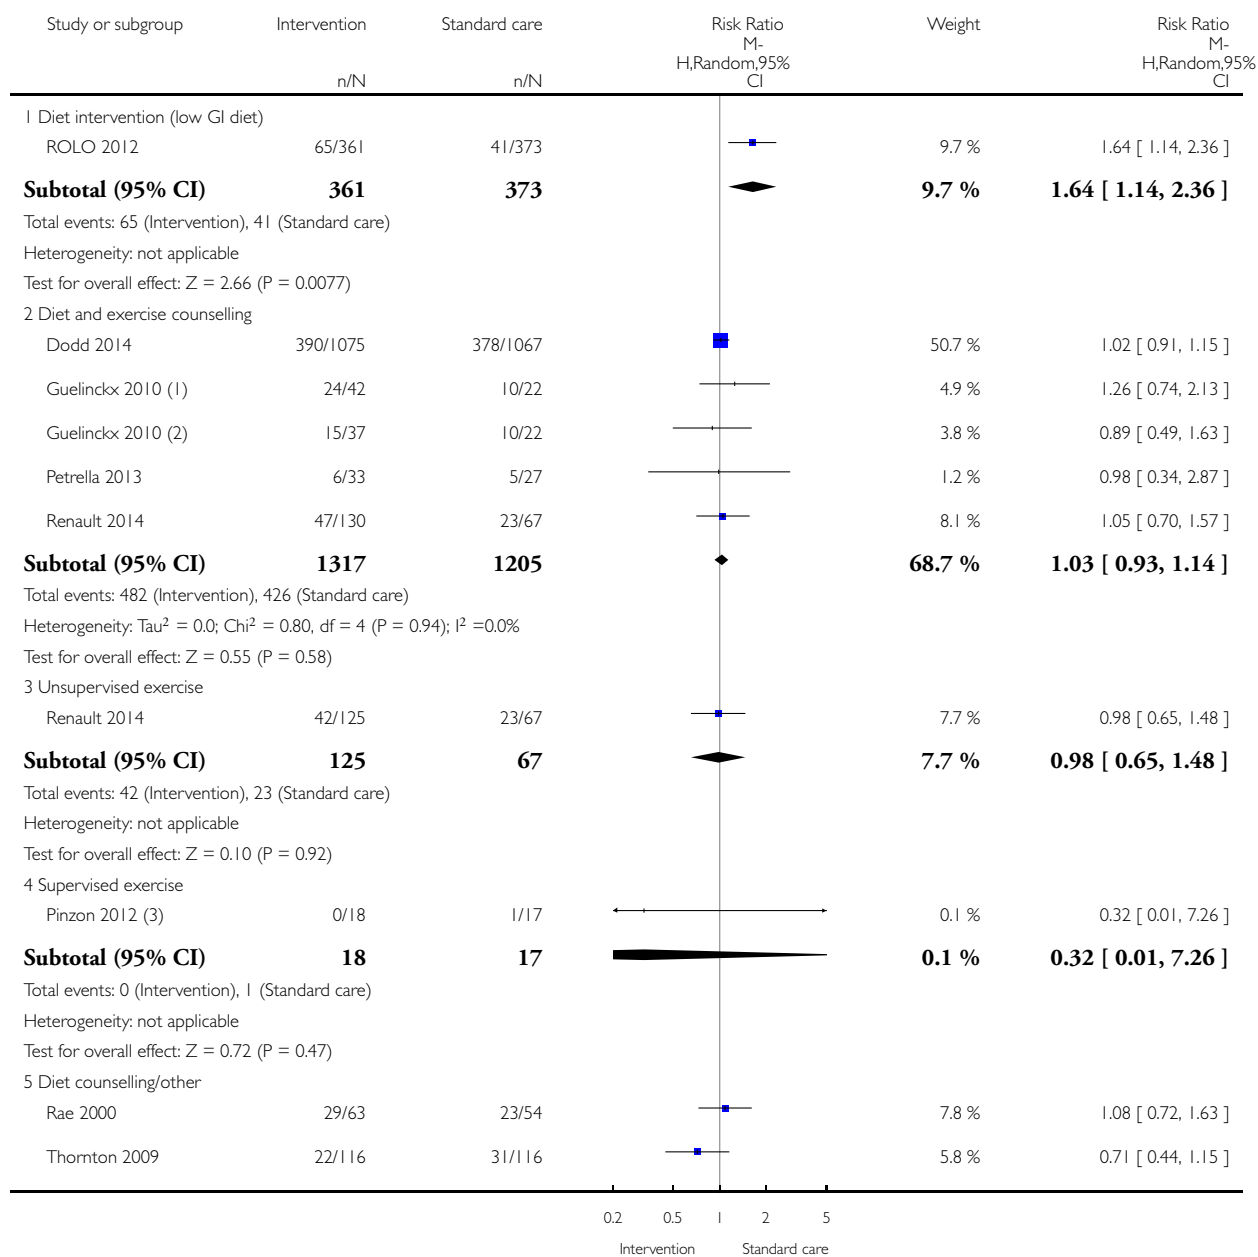 Study or subgroup Intervention Standard care Risk Ratio Weight Risk Ratio
M- M-
H,Random,95% H,Random,95%
n/N n/N CI CI
1 Diet intervention (low GI diet)
ROLO 2012 65/361 41/373 9.7 % 1.64 [ 1.14, 2.36 ]
Subtotal (95% CI) 361 373 9.7 % 1.64 [ 1.14, 2.36 ]
Total events: 65 (Intervention), 41 (Standard care)
Heterogeneity: not applicable
Test for overall effect: Z = 2.66 (P = 0.0077)
2 Diet and exercise counselling
Dodd 2014 390/1075 378/1067 50.7 % 1.02 [ 0.91, 1.15 ]
Guelinckx 2010 (1) 24/42 10/22 4.9 % 1.26 [ 0.74, 2.13 ]
Guelinckx 2010 (2) 15/37 10/22 3.8 % 0.89 [ 0.49, 1.63 ]
Petrella 2013 6/33 5/27 1.2 % 0.98 [ 0.34, 2.87 ]
Renault 2014 47/130 23/67 8.1 % 1.05 [ 0.70, 1.57 ]
Subtotal (95% CI) 1317 1205 68.7 % 1.03 [ 0.93, 1.14 ]
Total events: 482 (Intervention), 426 (Standard care)
Heterogeneity: Tau² = 0.0; Chi² = 0.80, df = 4 (P = 0.94); I² =0.0%
Test for overall effect: Z = 0.55 (P = 0.58)
3 Unsupervised exercise
Renault 2014 42/125 23/67 7.7 % 0.98 [ 0.65, 1.48 ]
Subtotal (95% CI) 125 67 7.7 % 0.98 [ 0.65, 1.48 ]
Total events: 42 (Intervention), 23 (Standard care)
Heterogeneity: not applicable
Test for overall effect: Z = 0.10 (P = 0.92)
4 Supervised exercise
Pinzon 2012 (3) 0/18 1/17 0.1 % 0.32 [ 0.01, 7.26 ]
Subtotal (95% CI) 18 17 0.1 % 0.32 [ 0.01, 7.26 ]
Total events: 0 (Intervention), 1 (Standard care)
Heterogeneity: not applicable
Test for overall effect: Z = 0.72 (P = 0.47)
5 Diet counselling/other
Rae 2000 29/63 23/54 7.8 % 1.08 [ 0.72, 1.63 ]
Thornton 2009 22/116 31/116 5.8 % 0.71 [ 0.44, 1.15 ]
0.2 0.5 1 2 5
Intervention Standard care